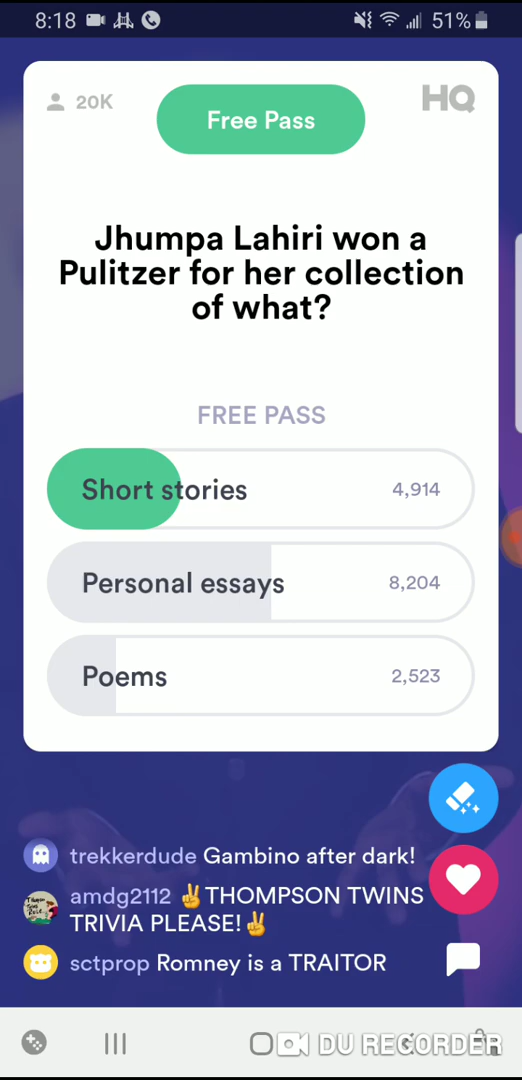 8:18 51%
20K Free Pass HQ
Jhumpa Lahiri won a
Pulitzer for her collection
of what?
FREE PASS
Short stories 4,914
Personal essays 8,204
Poems 2,523
trekkerdude Gambino after dark!
amdg2112 ✌THOMPSON TWINS
TRIVIA PLEASE!✌
sctprop Romney is a TRAITOR
DU RECORDER